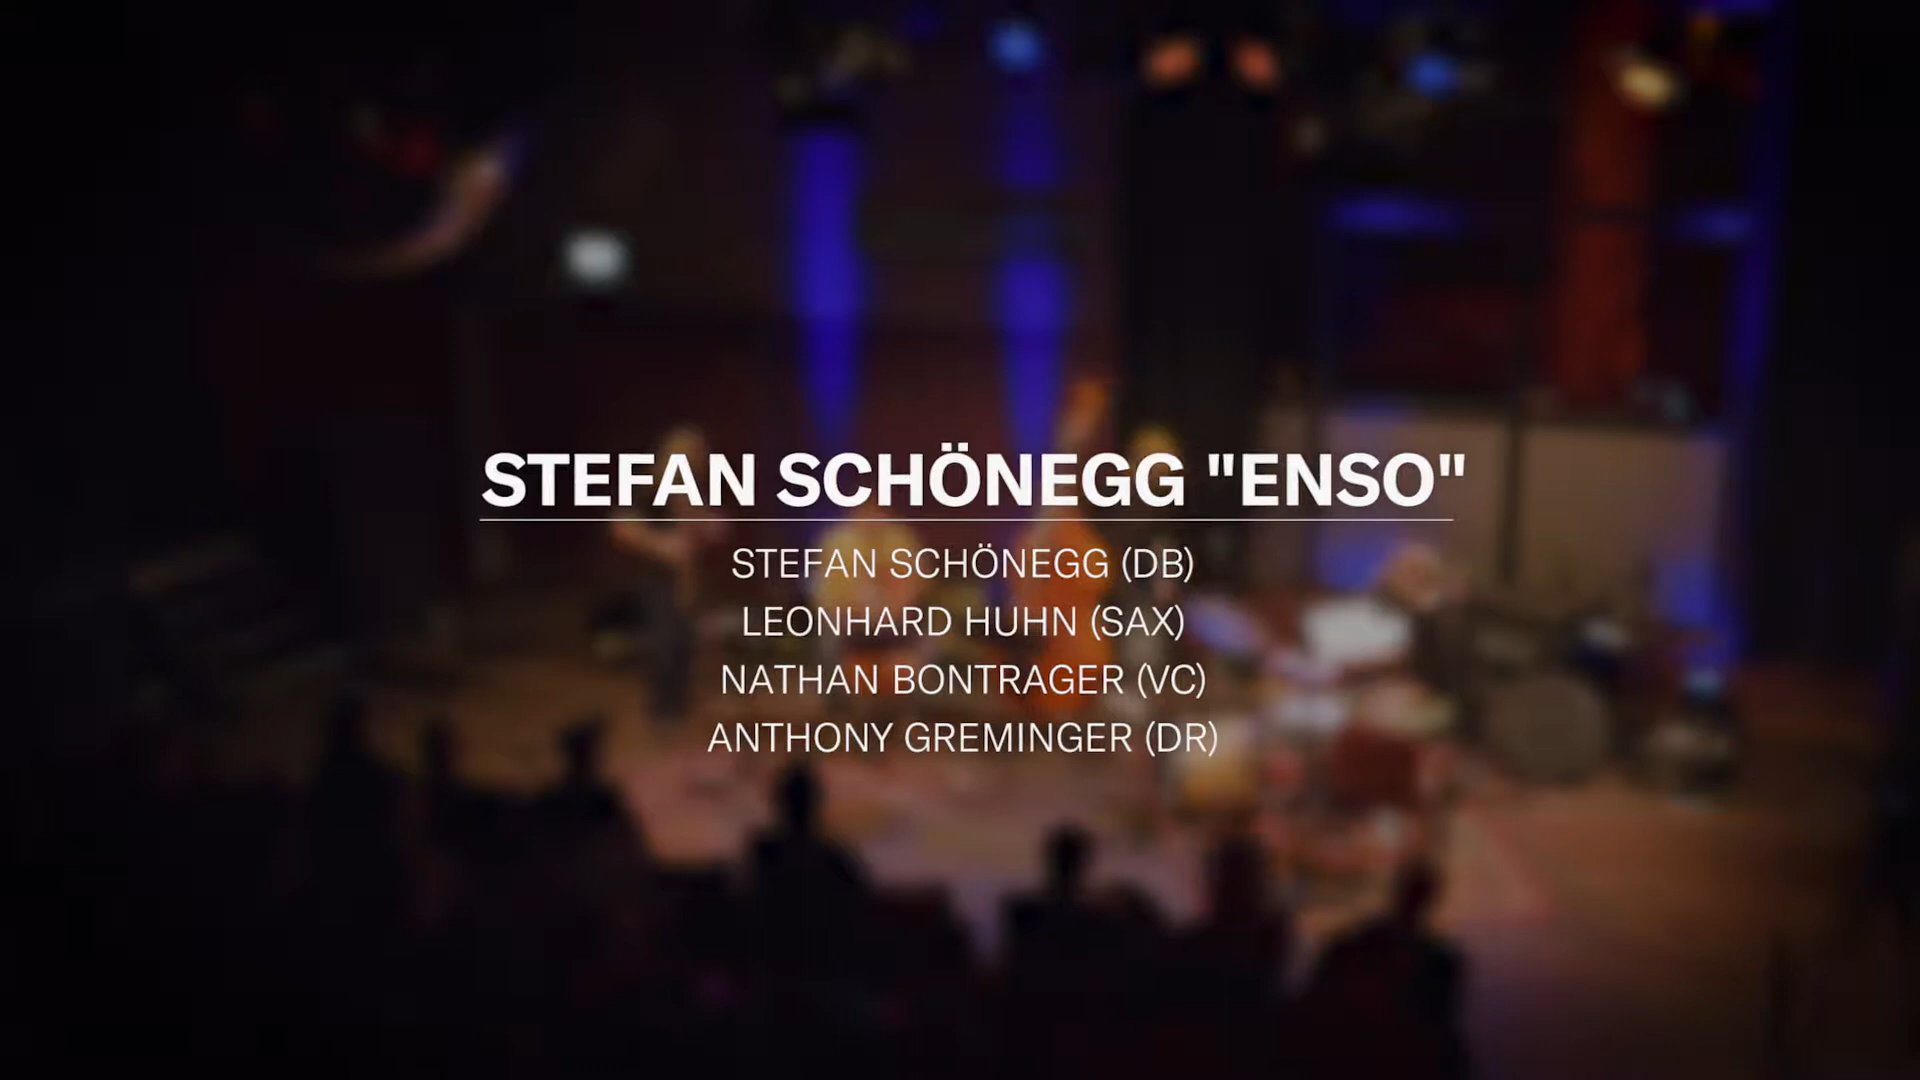 STEFAN SCHÖNEGG "ENSO"
STEFAN SCHÖNEGG (DB)
LEONHARD HUHN (SAX)
NATHAN BONTRAGER (VC)
ANTHONY GREMINGER (DR)